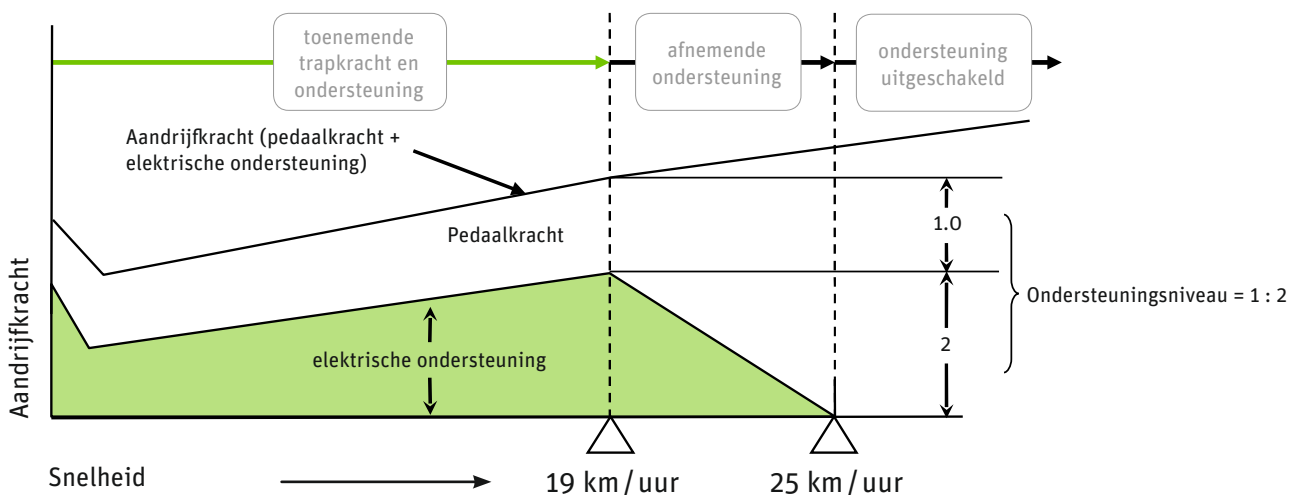 toenemende
trapkracht en
ondersteuning
afnemende
ondersteuning
ondersteuning
uitgeschakeld
Aandrijfkracht (pedaalkracht +
elektrische ondersteuning)
Pedaalkracht
1.0
Ondersteuningsniveau = 1 : 2
2
elektrische ondersteuning
Aandrijfkracht
Snelheid
19 km/uur
25 km/uur